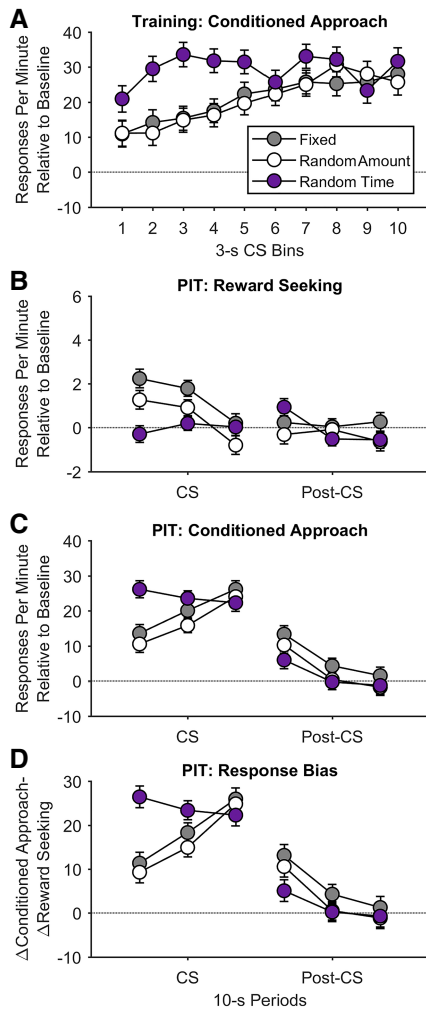 A
Training: Conditioned Approach
Responses Per Minute
Relative to Baseline
40
30
20
10
0
-10
Fixed
RandomAmount
Random Time
1 2 3 4 5 6 7 8 9 10
3-s CS Bins
B
PIT: Reward Seeking
Responses Per Minute
Relative to Baseline
6
4
2
0
-2
CS Post-CS
C
PIT: Conditioned Approach
Responses Per Minute
Relative to Baseline
40
30
20
10
0
-10
CS Post-CS
D
PIT: Response Bias
ΔConditioned Approach-
ΔReward Seeking
30
20
10
0
-10
CS Post-CS
10-s Periods